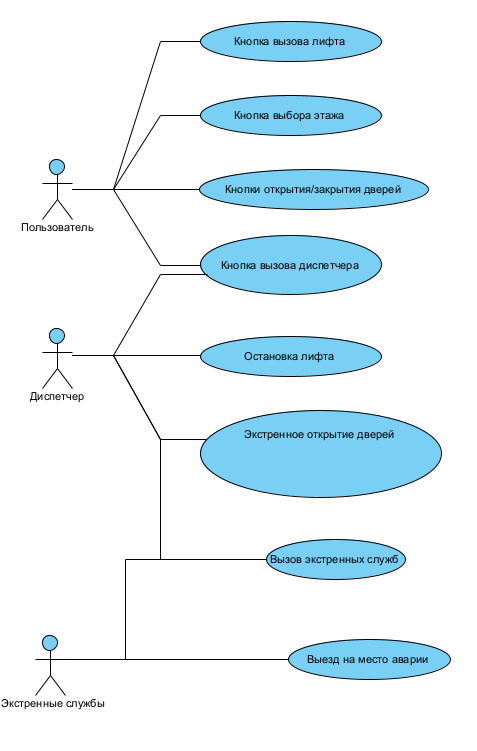 Кнопка вызова лифта
Кнопка выбора этажа
Кнопки открытия/закрытия дверей
Пользователь
Кнопка вызова диспетчера
Остановка лифта
Диспетчер
Экстренное открытие дверей
Вызов экстренных служб
Выезд на место аварии
Экстренные службы